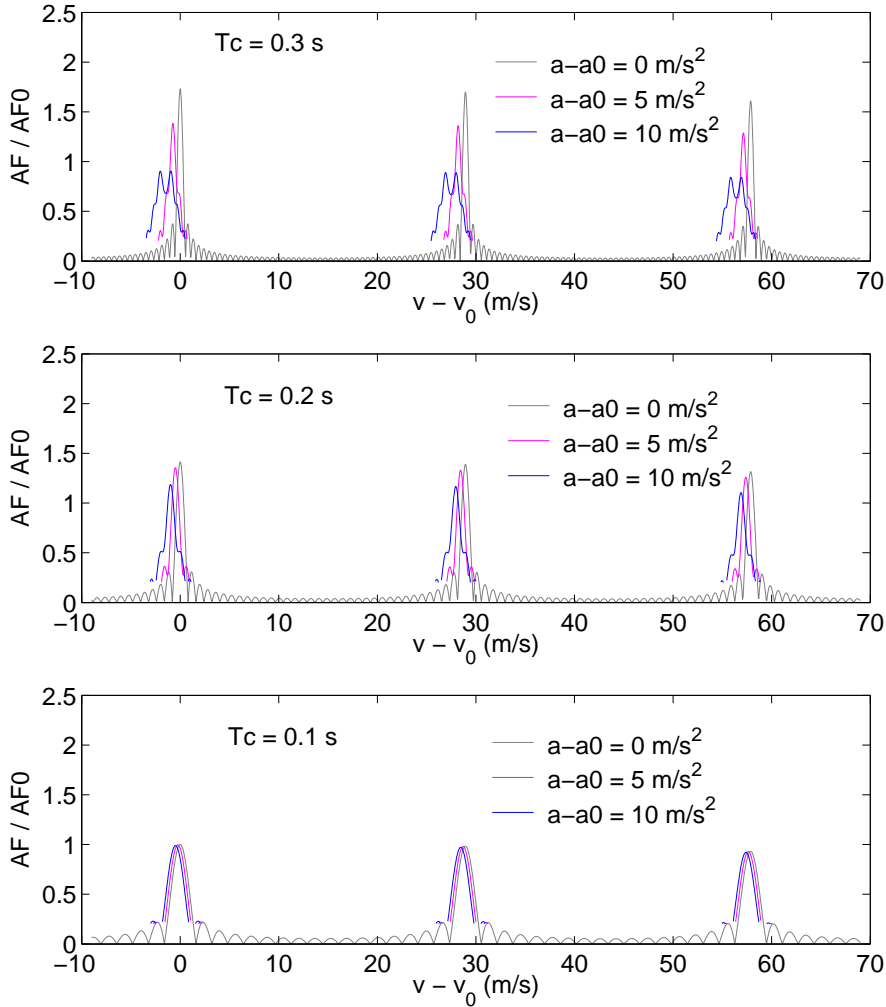 Tc = 0.3 s
a−a0 = 0 m/s²
a−a0 = 5 m/s²
a−a0 = 10 m/s²
AF / AF0
2.5
2
1.5
1
0.5
0
−10 0 10 20 30 40 50 60 70
v − v₀ (m/s)
Tc = 0.2 s
a−a0 = 0 m/s²
a−a0 = 5 m/s²
a−a0 = 10 m/s²
AF / AF0
2.5
2
1.5
1
0.5
0
−10 0 10 20 30 40 50 60 70
v − v₀ (m/s)
Tc = 0.1 s
a−a0 = 0 m/s²
a−a0 = 5 m/s²
a−a0 = 10 m/s²
AF / AF0
2.5
2
1.5
1
0.5
0
−10 0 10 20 30 40 50 60 70
v − v₀ (m/s)